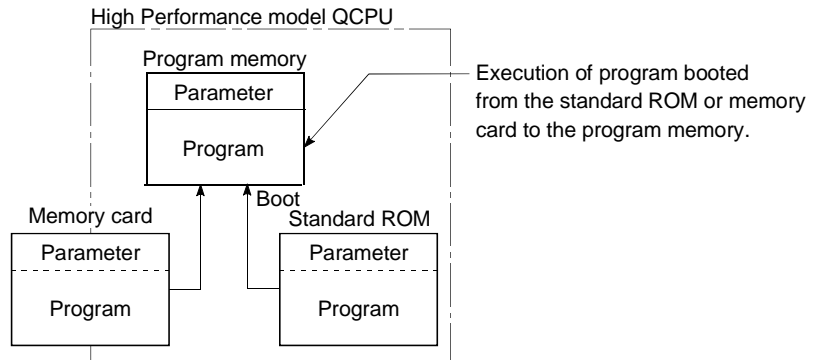 High Performance model QCPU
Program memory
Parameter
Program
Execution of program booted
from the standard ROM or memory
card to the program memory.
Boot
Memory card
Parameter
Program
Standard ROM
Parameter
Program